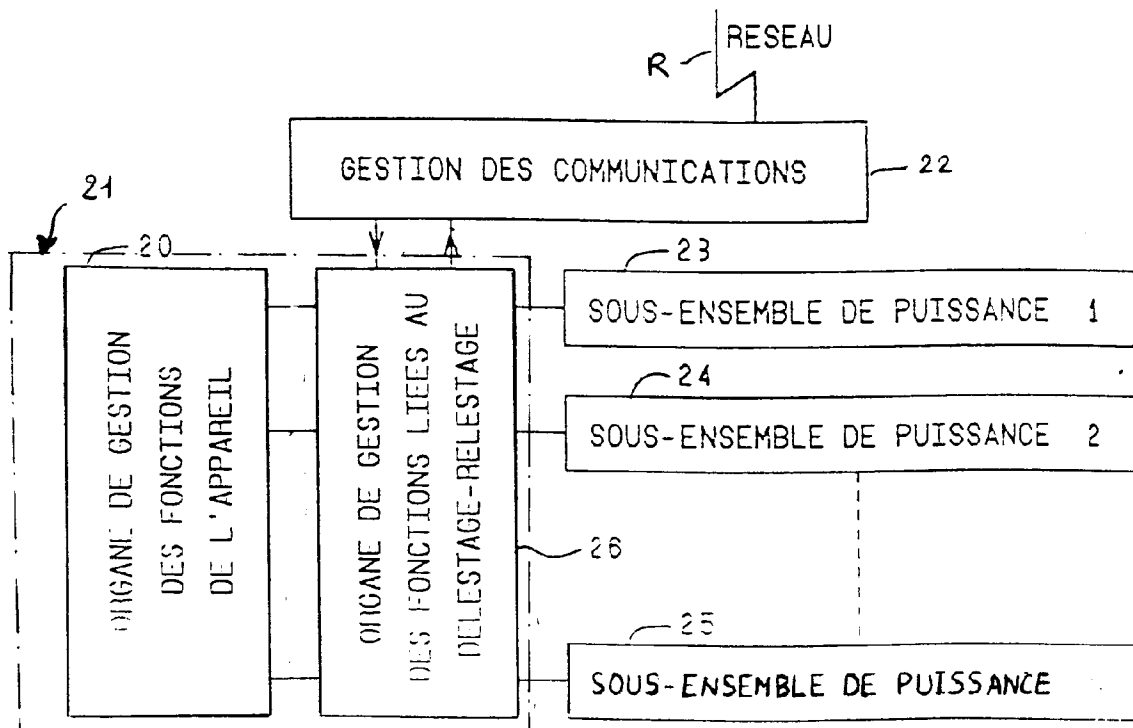 RESEAU
R
GESTION DES COMMUNICATIONS
22
21
20
23
SOUS-ENSEMBLE DE PUISSANCE 1
24
SOUS-ENSEMBLE DE PUISSANCE 2
ORGANE DE GESTION
DES FONCTIONS
DE L'APPAREIL
ORGANE DE GESTION
DES FONCTIONS LIEES AU
DELESTAGE-RELESTAGE
26
25
SOUS-ENSEMBLE DE PUISSANCE